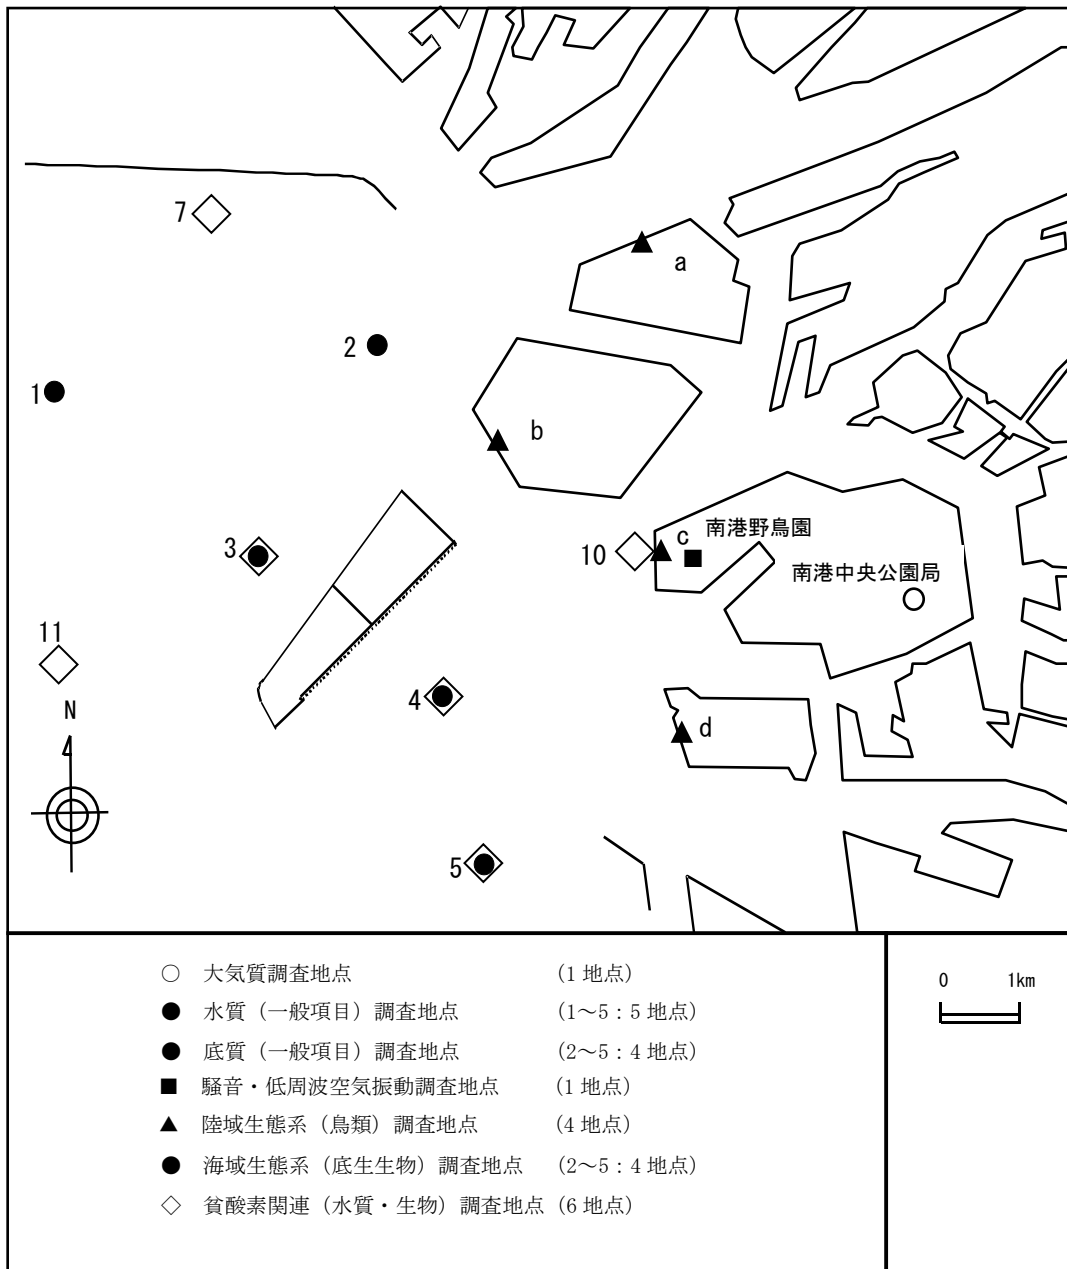 7
a
2
1
b
3
10
c
南港野鳥園
南港中央公園局
11
N
4
d
5
○ 大気質調査地点 (1 地点)
● 水質（一般項目）調査地点 (1～5：5 地点)
● 底質（一般項目）調査地点 (2～5：4 地点)
■ 騒音・低周波空気振動調査地点 (1 地点)
▲ 陸域生態系（鳥類）調査地点 (4 地点)
● 海域生態系（底生生物）調査地点 (2～5：4 地点)
◇ 貧酸素関連（水質・生物）調査地点 (6 地点)
0 1km